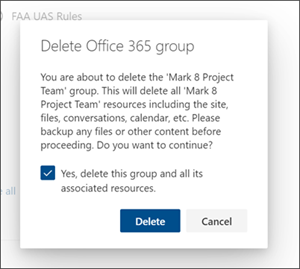 FAA UAS Rules
Delete Office 365 group
You are about to delete the 'Mark 8 Project
Team' group. This will delete all 'Mark 8
Project Team' resources including the site,
files, conversations, calendar, etc. Please
backup any files or other content before
proceeding. Do you want to continue?
e all
Yes, delete this group and all its
associated resources.
Delete
Cancel